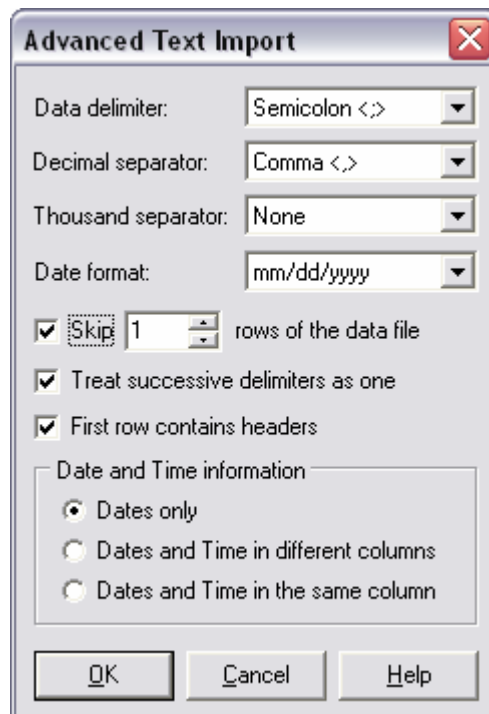 Advanced Text Import
Data delimiter: Semicolon <;>
Decimal separator: Comma <,>
Thousand separator: None
Date format: mm/dd/yyyy
Skip 1 rows of the data file
Treat successive delimiters as one
First row contains headers
Date and Time information
Dates only
Dates and Time in different columns
Dates and Time in the same column
OK Cancel Help